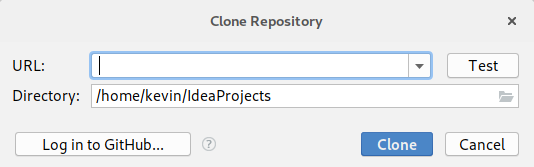 Clone Repository
URL: Test
Directory: /home/kevin/IdeaProjects
Log in to GitHub... ? Clone Cancel